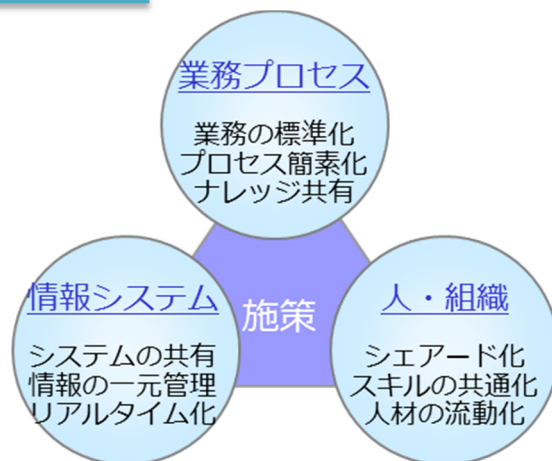 業務プロセス
業務の標準化
プロセス簡素化
ナレッジ共有
情報システム
システムの共有
情報の一元管理
リアルタイム化
施策
人・組織
シェアード化
スキルの共通化
人材の流動化